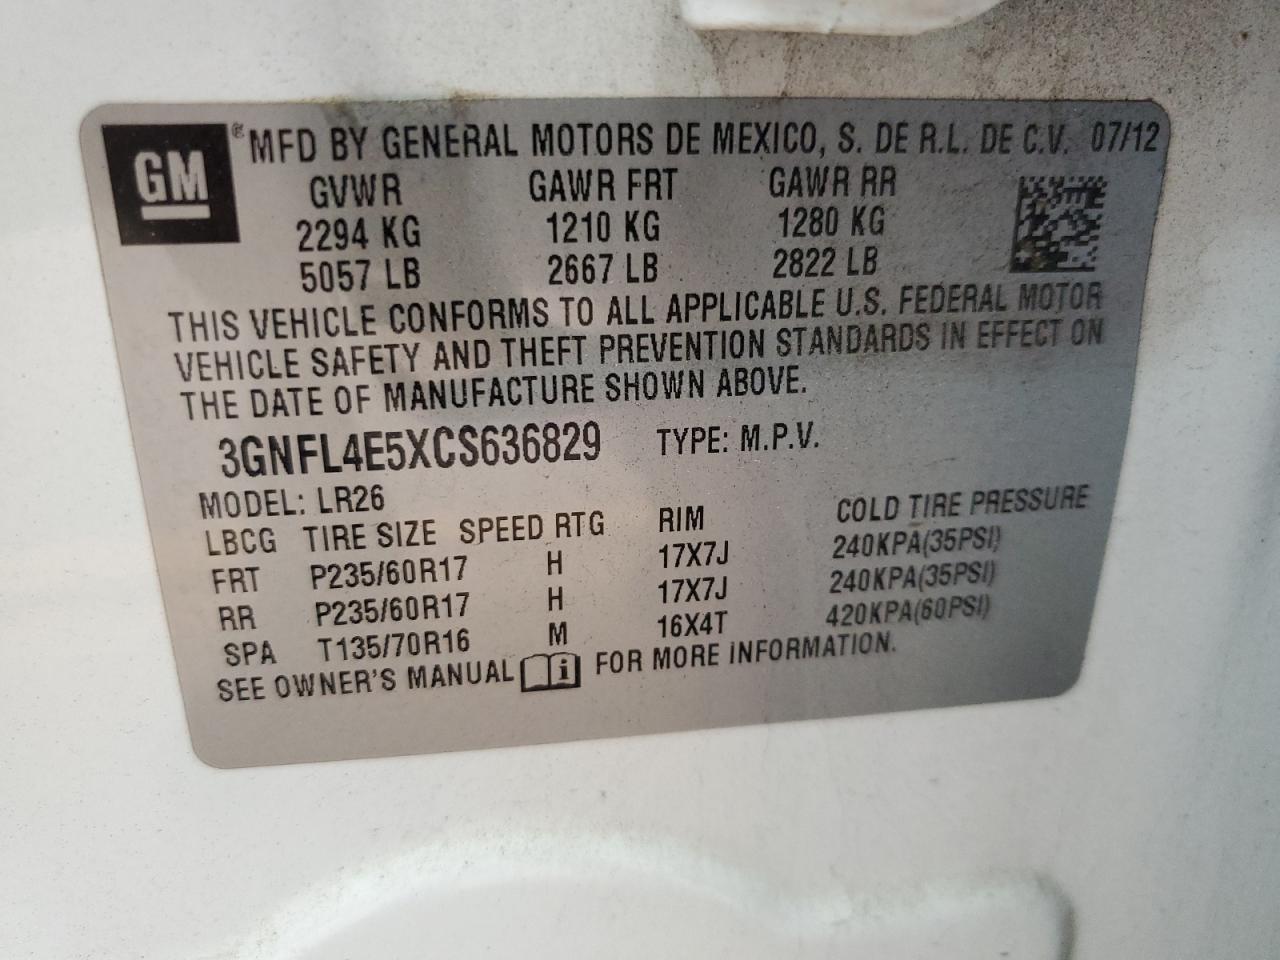 GM ® MFD BY GENERAL MOTORS DE MEXICO, S. DE R.L. DE C.V. 07/12
GVWR GAWR FRT GAWR RR
2294 KG 1210 KG 1280 KG
5057 LB 2667 LB 2822 LB
THIS VEHICLE CONFORMS TO ALL APPLICABLE U.S. FEDERAL MOTOR
VEHICLE SAFETY AND THEFT PREVENTION STANDARDS IN EFFECT ON
THE DATE OF MANUFACTURE SHOWN ABOVE.
3GNFL4E5XCS636829 TYPE: M.P.V.
MODEL: LR26
LBCG TIRE SIZE SPEED RTG RIM COLD TIRE PRESSURE
FRT P235/60R17 H 17X7J 240KPA(35PSI)
RR P235/60R17 H 17X7J 240KPA(35PSI)
SPA T135/70R16 M 16X4T 420KPA(60PSI)
SEE OWNER'S MANUAL i FOR MORE INFORMATION.